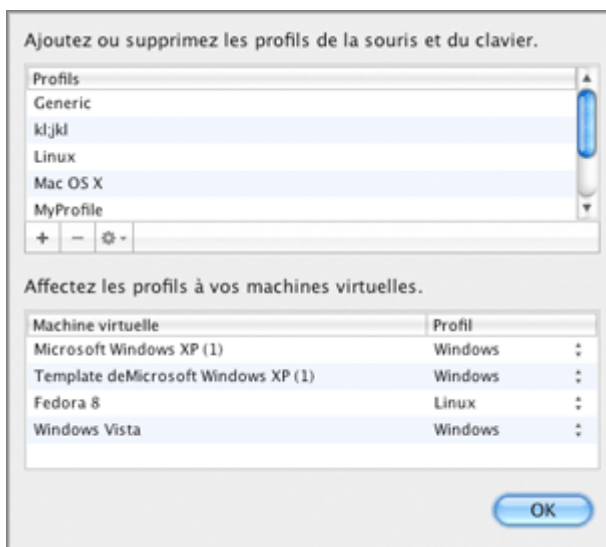 Ajoutez ou supprimez les profils de la souris et du clavier.
Profils
Generic
kl;jkl
Linux
Mac OS X
MyProfile
Affectez les profils à vos machines virtuelles.
Machine virtuelle Profil
Microsoft Windows XP (1) Windows
Template deMicrosoft Windows XP (1) Windows
Fedora 8 Linux
Windows Vista Windows
OK